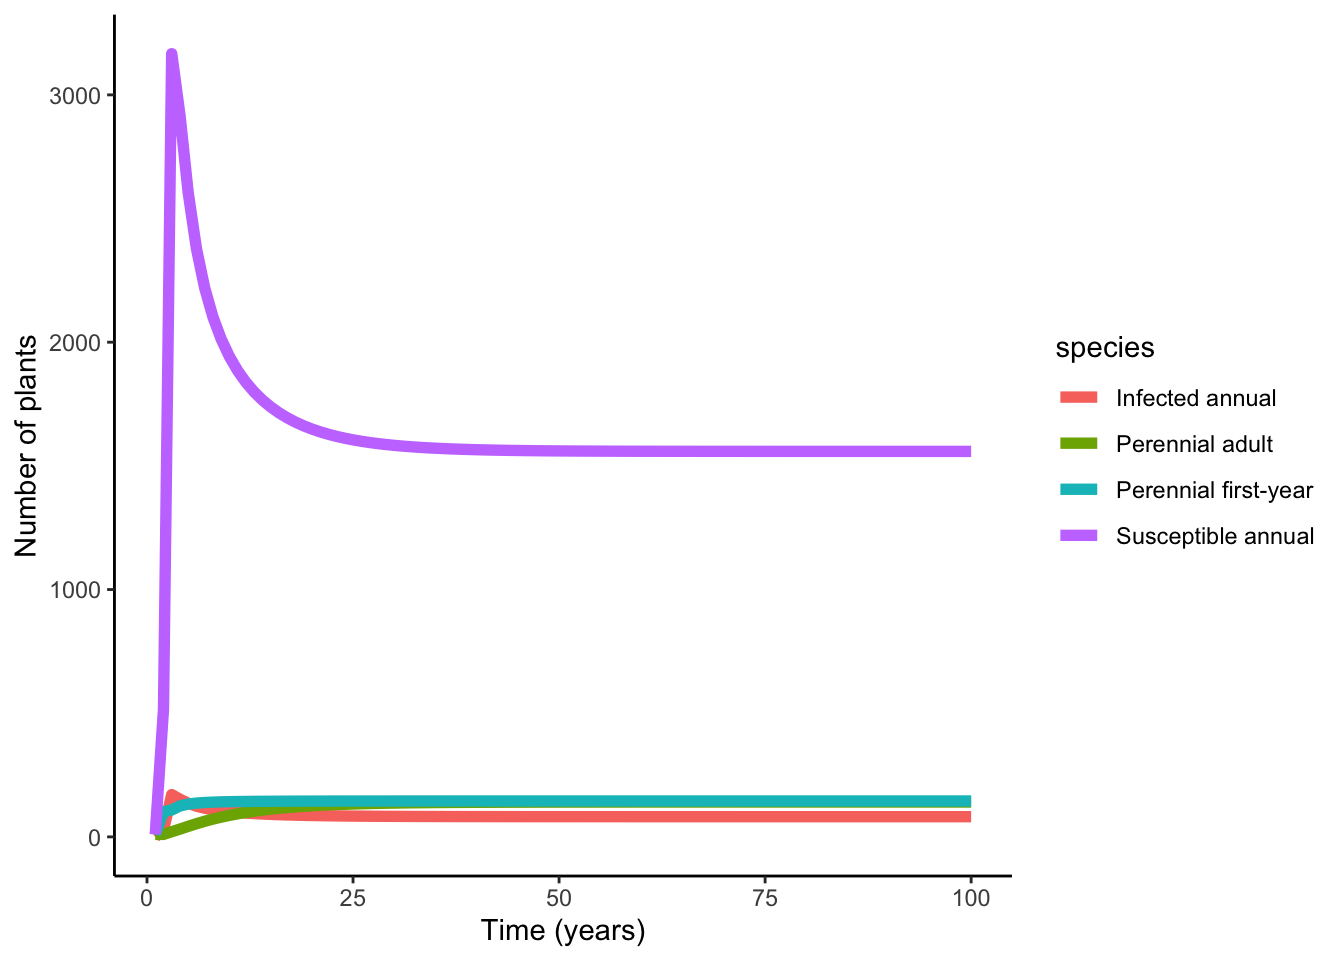 3000
2000
1000
0
Number of plants
0
25
50
75
100
Time (years)
species
Infected annual
Perennial adult
Perennial first-year
Susceptible annual